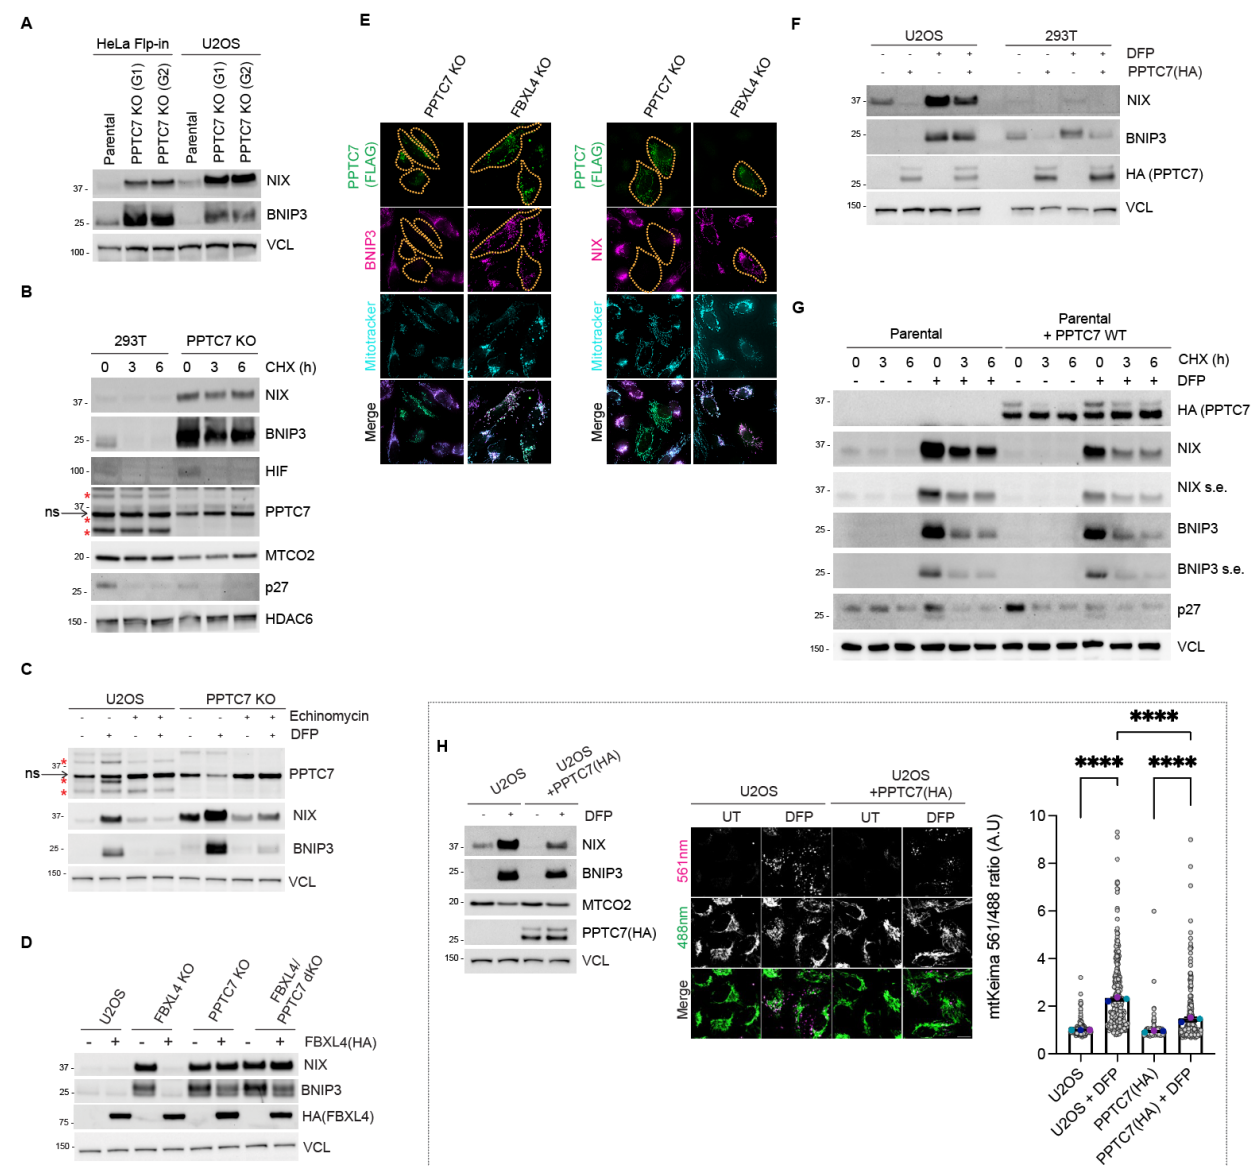 A
HeLa Flp-in
U2OS
Parental
PPTC7 KO (G1)
PPTC7 KO (G2)
Parental
PPTC7 KO (G1)
PPTC7 KO (G2)
37 -
NIX
25 -
BNIP3
100 -
VCL
B
293T
PPTC7 KO
0 3 6 0 3 6 CHX (h)
NIX
25 -
BNIP3
100 -
HIF
*
37 -
ns
PPTC7
*
*
20 -
MTCO2
25 -
p27
150 -
HDAC6
C
U2OS
PPTC7 KO
- - + + - - + + Echinomycin
- + - + - + - + DFP
*
37 -
ns
PPTC7
*
*
37 -
NIX
25 -
BNIP3
150 -
VCL
D
U2OS
FBXL4 KO
PPTC7 KO
FBXL4/
PPTC7 dKO
- + - + - + - + FBXL4(HA)
37 -
NIX
25 -
BNIP3
75 -
HA(FBXL4)
150 -
VCL
E
PPTC7 KO
FBXL4 KO
PPTC7 KO
FBXL4 KO
PPTC7
(FLAG)
BNIP3
Mitotracker
Merge
PPTC7
(FLAG)
NIX
Mitotracker
Merge
F
U2OS
293T
- - + + - - + + DFP
- + - + - + - + PPTC7(HA)
37 -
NIX
25 -
BNIP3
25 -
HA (PPTC7)
150 -
VCL
G
Parental
Parental
+ PPTC7 WT
0 3 6 0 3 6 0 3 6 0 3 6 CHX (h)
- - - + + + - - - + + + DFP
37 -
HA (PPTC7
37 -
NIX
37 -
NIX s.e.
25 -
BNIP3
25 -
BNIP3 s.e.
25 -
p27
150 -
VCL
H
U2OS
U2OS
+PPTC7(HA)
- + - + DFP
37 -
NIX
25 -
BNIP3
20 -
MTCO2
25 -
PPTC7(HA)
150 -
VCL
U2OS
U2OS
+PPTC7(HA)
UT DFP UT DFP
561nm
488nm
Merge
****
**** ****
mtKeima 561/488 ratio (A.U)
10
8
6
4
2
0
U2OS
U2OS + DFP
PPTC7(HA)
PPTC7(HA) + DFP